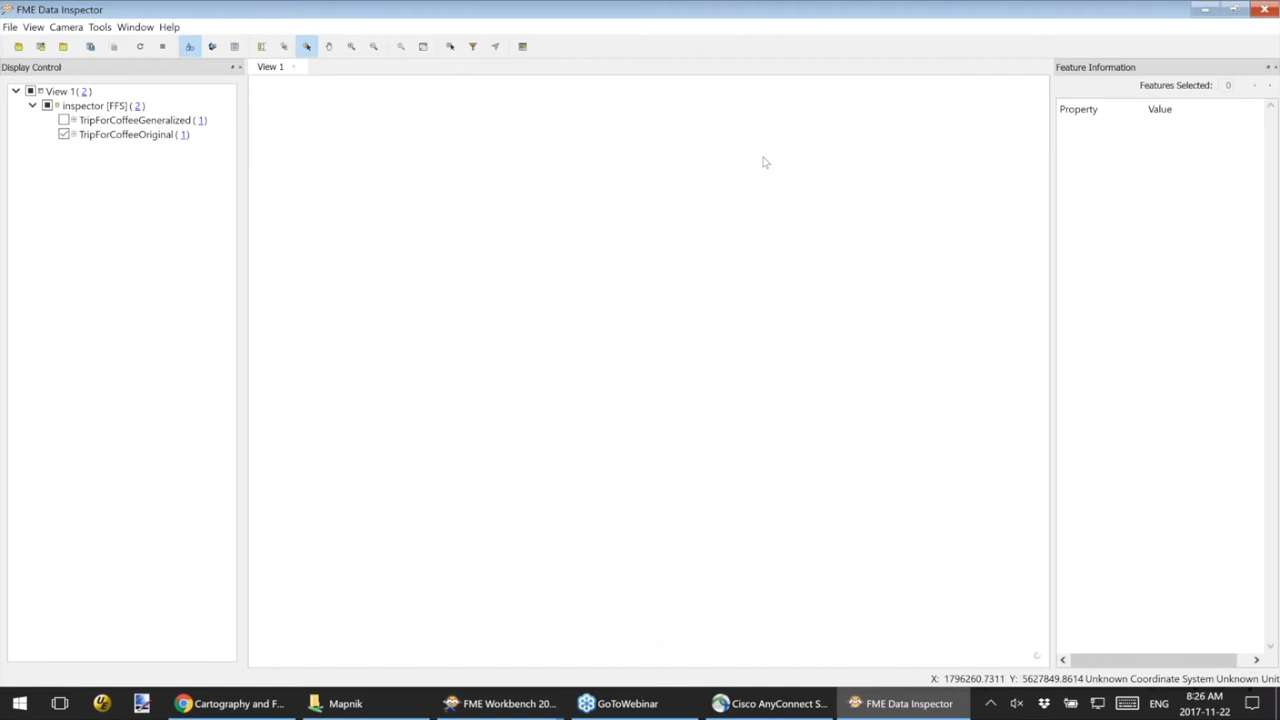 FME Data Inspector
File View Camera Tools Window Help
Display Control
View 1
Feature Information
Features Selected: 0
View 1( 2 )
inspector [FFS] ( 2 )
TripForCoffeeGeneralized ( 1 )
TripForCoffeeOriginal ( 1 )
Property Value
X: 1796260.7311 Y: 5627849.8614 Unknown Coordinate System Unknown Unit
Cartography and F...
Mapnik
FME Workbench 20...
GoToWebinar
Cisco AnyConnect S...
FME Data Inspector
ENG
8:26 AM
2017-11-22